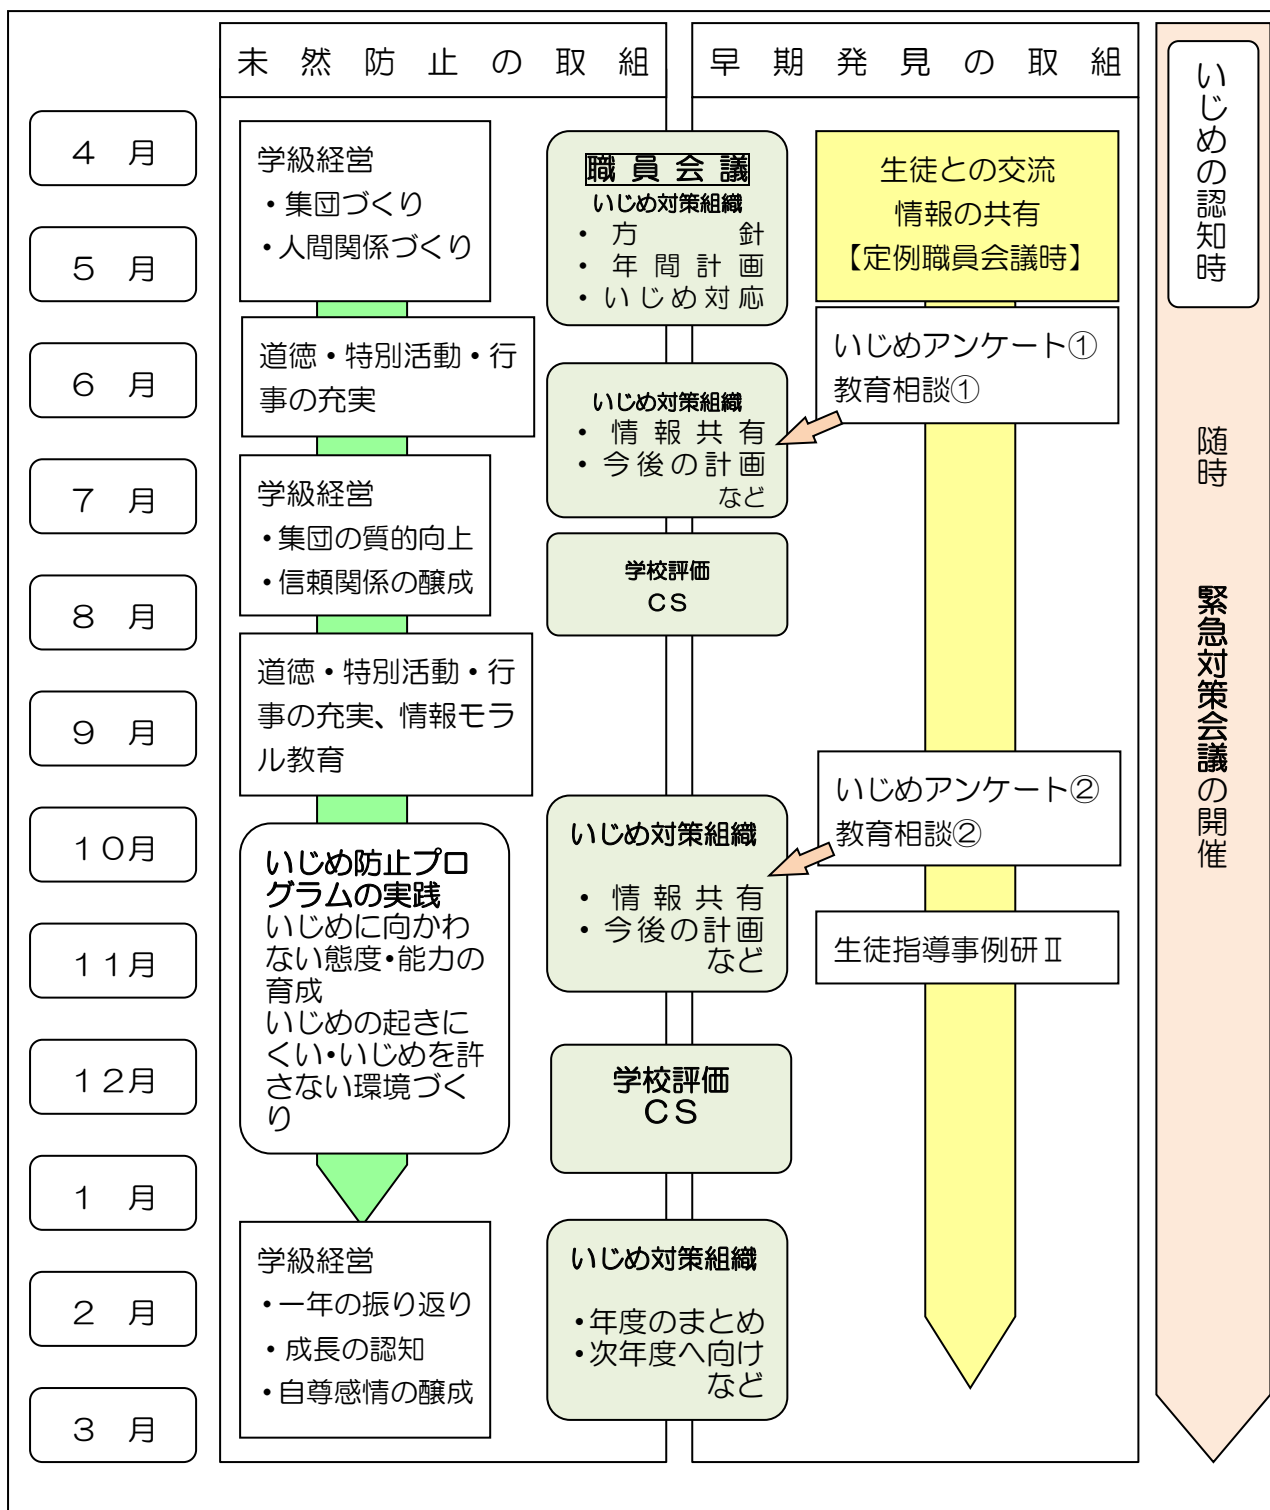 未然防止の取組
早期発見の取組
いじめの認知時
随時
緊急対策会議の開催
４　月
５　月
６　月
７　月
８　月
９　月
１０月
１１月
１２月
１　月
２　月
３　月
学級経営
・集団づくり
・人間関係づくり
道徳・特別活動・行
事の充実
学級経営
・集団の質的向上
・信頼関係の醸成
道徳・特別活動・行
事の充実、情報モラ
ル教育
いじめ防止プロ
グラムの実践
いじめに向かわ
ない態度・能力の
育成
いじめの起きに
くい・いじめを許
さない環境づく
り
学級経営
・一年の振り返り
・成長の認知
・自尊感情の醸成
職員会議
いじめ対策組織
・方針
・年間計画
・いじめ対応
いじめ対策組織
・情報共有
・今後の計画
など
学校評価
ＣＳ
いじめ対策組織
・情報共有
・今後の計画
など
学校評価
ＣＳ
いじめ対策組織
・年度のまとめ
・次年度へ向け
など
生徒との交流
情報の共有
【定例職員会議時】
いじめアンケート①
教育相談①
いじめアンケート②
教育相談②
生徒指導事例研Ⅱ